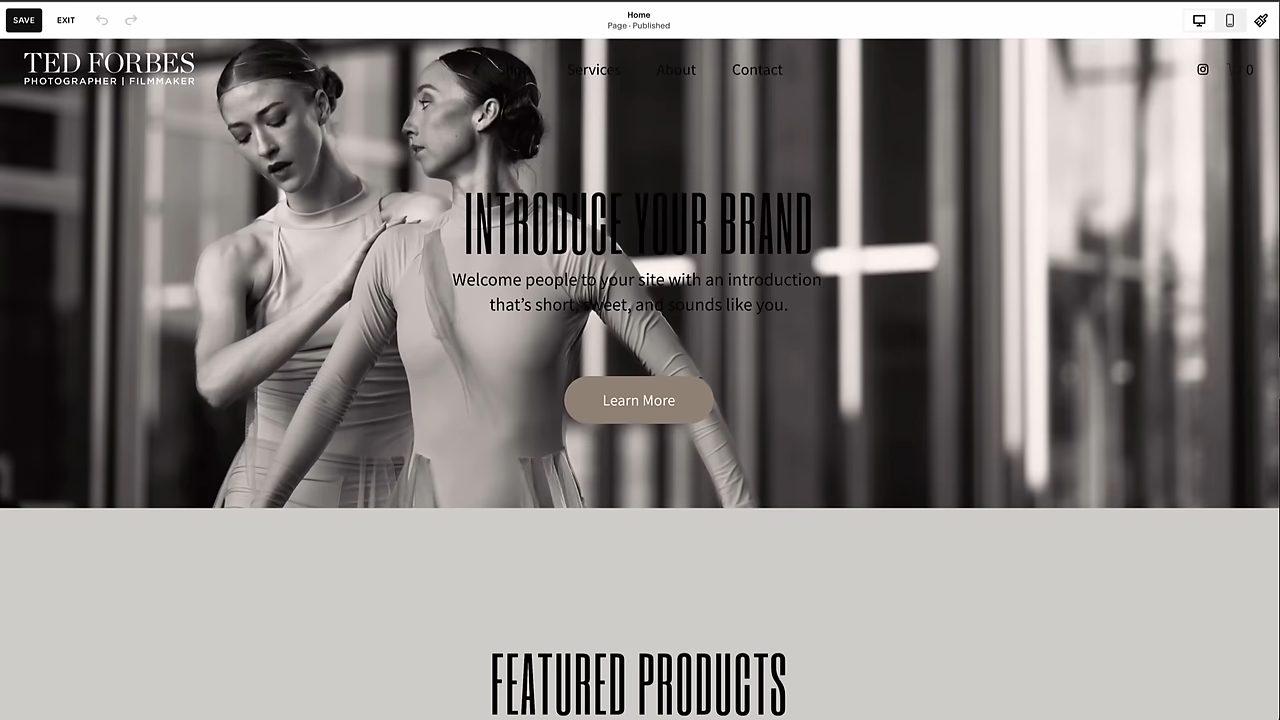 SAVE EXIT
Home
Page · Published
TED FORBES
PHOTOGRAPHER | FILMMAKER
Shop Services About Contact
0
INTRODUCE YOUR BRAND
Welcome people to your site with an introduction
that's short, sweet, and sounds like you.
Learn More
FEATURED PRODUCTS